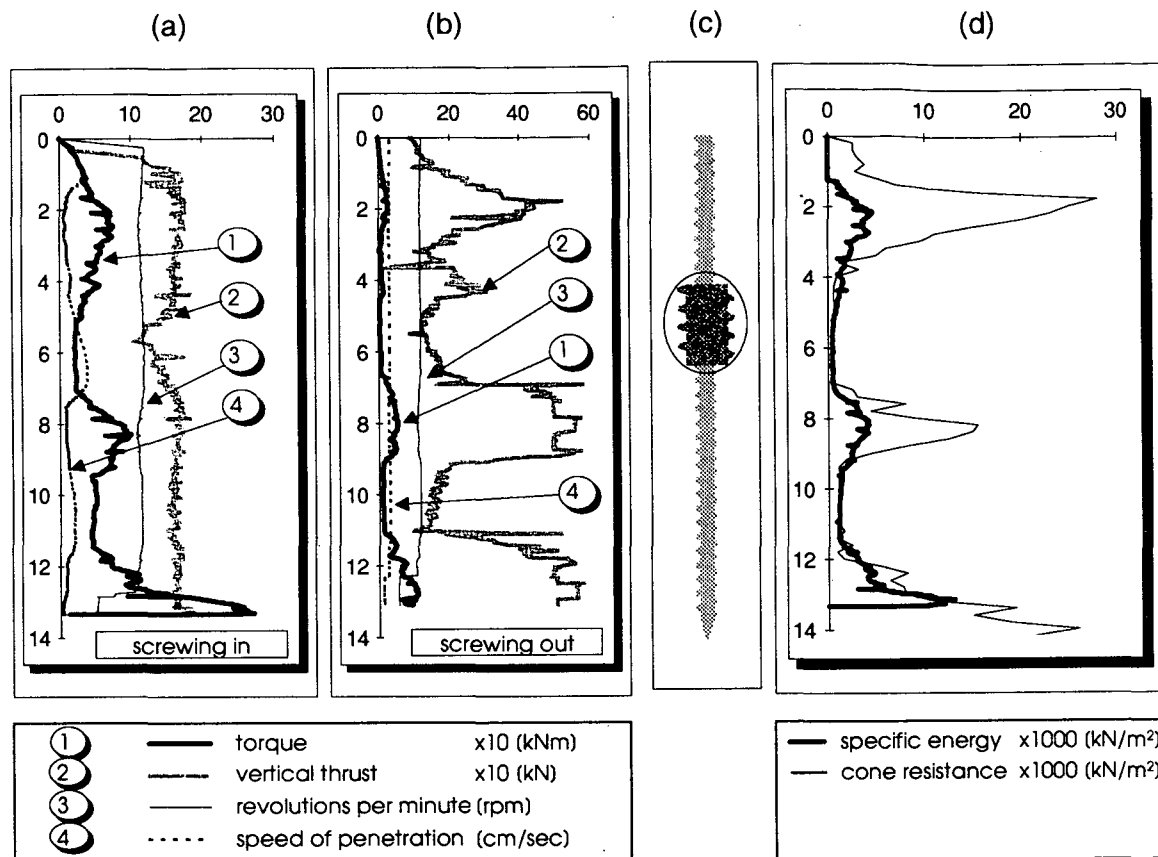 (a) (b) (c) (d)
0 10 20 30
0
2
4
6
8
10
12
14
1
2
3
4
screwing in
0 20 40 60
0
2
4
6
8
10
12
14
2
3
1
4
screwing out
0 10 20 30
0
2
4
6
8
10
12
14
1 torque x10 (kNm)
2 vertical thrust x10 (kN)
3 revolutions per minute (rpm)
4 speed of penetration (cm/sec)
specific energy x1000 (kN/m²)
cone resistance x1000 (kN/m²)